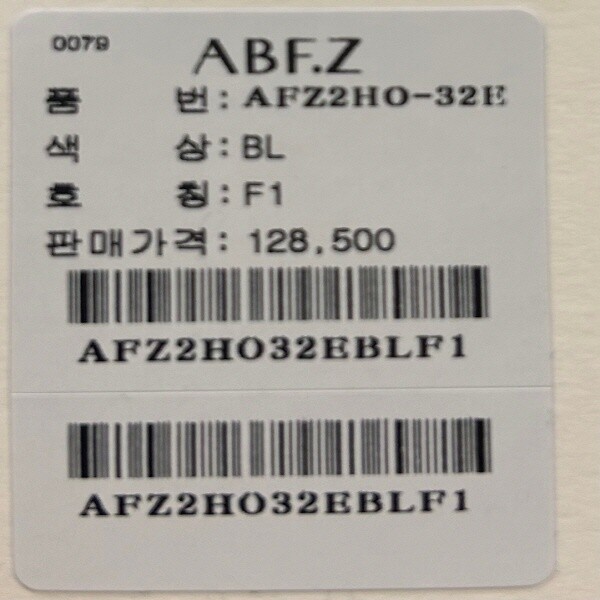 0079
ABF.Z
품 번: AFZ2HO-32E
색 상: BL
호 칭: F1
판매가격: 128,500
AFZ2HO32EBLF1
AFZ2HO32EBLF1